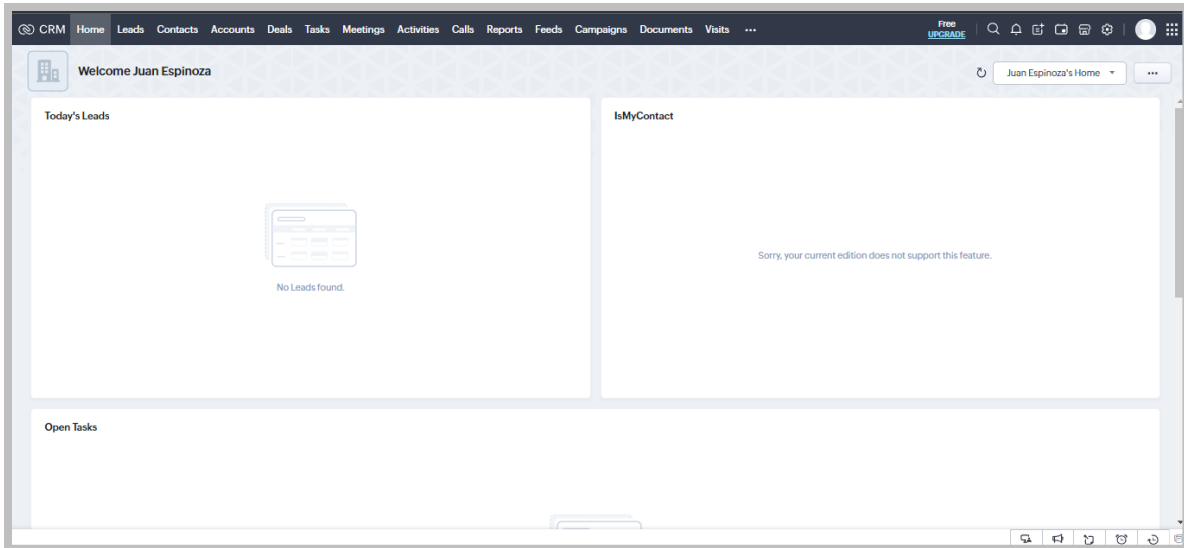 CRM Home Leads Contacts Accounts Deals Tasks Meetings Activities Calls Reports Feeds Campaigns Documents Visits ••• Free
UPGRADE
Welcome Juan Espinoza
Juan Espinoza's Home
Today's Leads
IsMyContact
Sorry, your current edition does not support this feature.
No Leads found.
Open Tasks